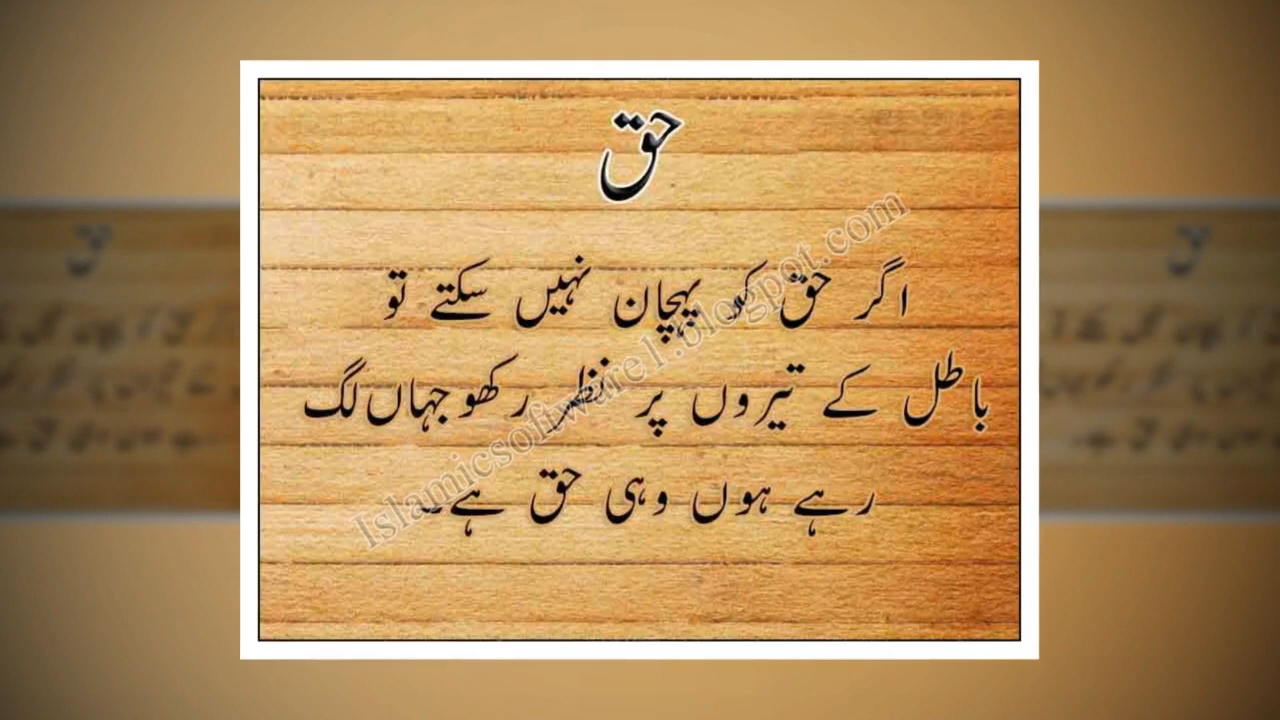 حق
اگر حق کو پہچان نہیں سکتے تو
باطل کے تیروں پر نظر رکھو جہاں لگ
رہے ہوں وہی حق ہے۔
Islamicsoftware1.blogpot.com